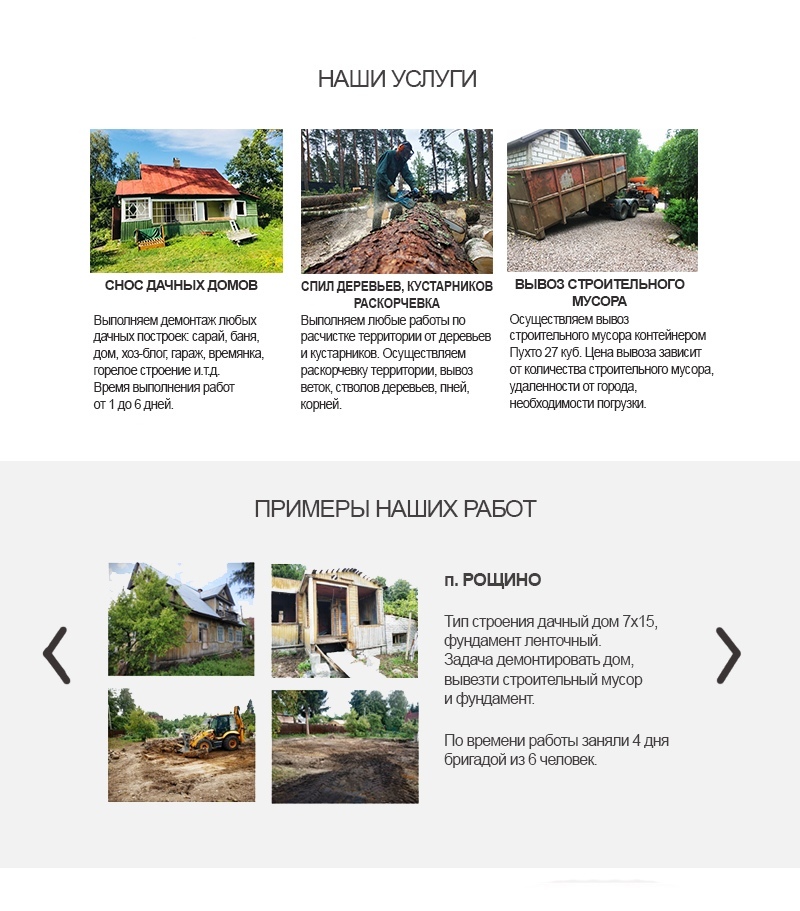 НАШИ УСЛУГИ
СНОС ДАЧНЫХ ДОМОВ
Выполняем демонтаж любых
дачных построек: сарай, баня,
дом, хоз-блог, гараж, времянка,
горелое строение и.т.д.
Время выполнения работ
от 1 до 6 дней.
СПИЛ ДЕРЕВЬЕВ, КУСТАРНИКОВ
РАСКОРЧЕВКА
Выполняем любые работы по
расчистке территории от деревьев
и кустарников. Осуществляем
раскорчевку территории, вывоз
веток, стволов деревьев, пней,
корней.
ВЫВОЗ СТРОИТЕЛЬНОГО
МУСОРА
Осуществляем вывоз
строительного мусора контейнером
Пухто 27 куб. Цена вывоза зависит
от количества строительного мусора,
удаленности от города,
необходимости погрузки.
ПРИМЕРЫ НАШИХ РАБОТ
п. РОЩИНО
Тип строения дачный дом 7х15,
фундамент ленточный.
Задача демонтировать дом,
вывезти строительный мусор
и фундамент.
По времени работы заняли 4 дня
бригадой из 6 человек.